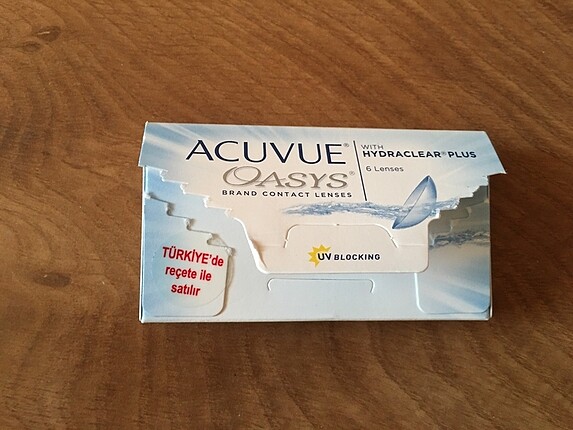 ACUVUE®
OASYS®
BRAND CONTACT LENSES
WITH
HYDRACLEAR® PLUS
6 Lenses
UV BLOCKING
TÜRKİYE'de
reçete ile
satılır